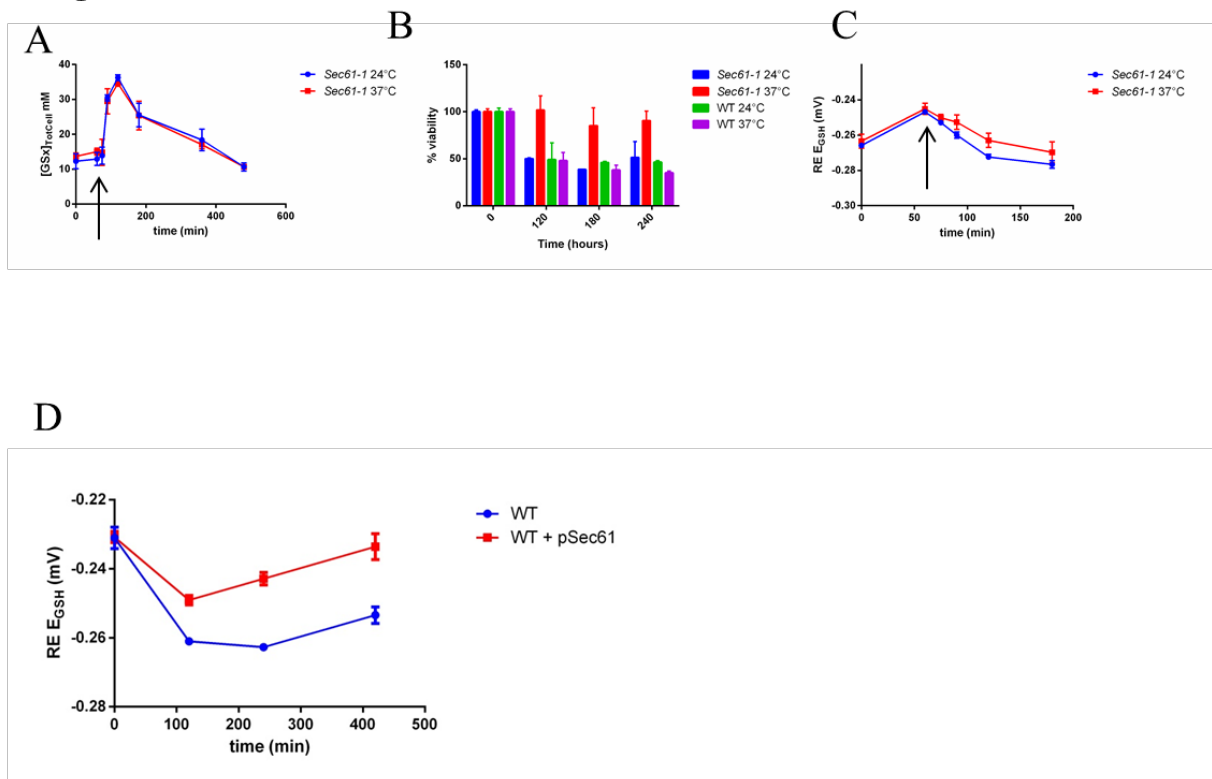 A
[GSx]TotCell mM
40
30
20
10
0
0
200
400
600
time (min)
Sec61-1 24°C
Sec61-1 37°C
B
% viability
150
100
50
0
0
120
180
240
Time (hours)
Sec61-1 24°C
Sec61-1 37°C
WT 24°C
WT 37°C
C
RE EGSH (mV)
-0.24
-0.26
-0.28
-0.30
0
50
100
150
200
time (min)
Sec61-1 24°C
Sec61-1 37°C
D
RE EGSH (mV)
-0.22
-0.24
-0.26
-0.28
0
100
200
300
400
500
time (min)
WT
WT + pSec61